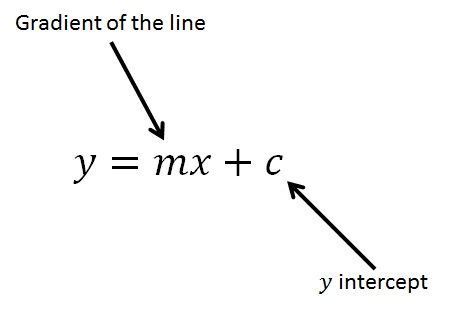 Gradient of the line
y = mx + c
y intercept